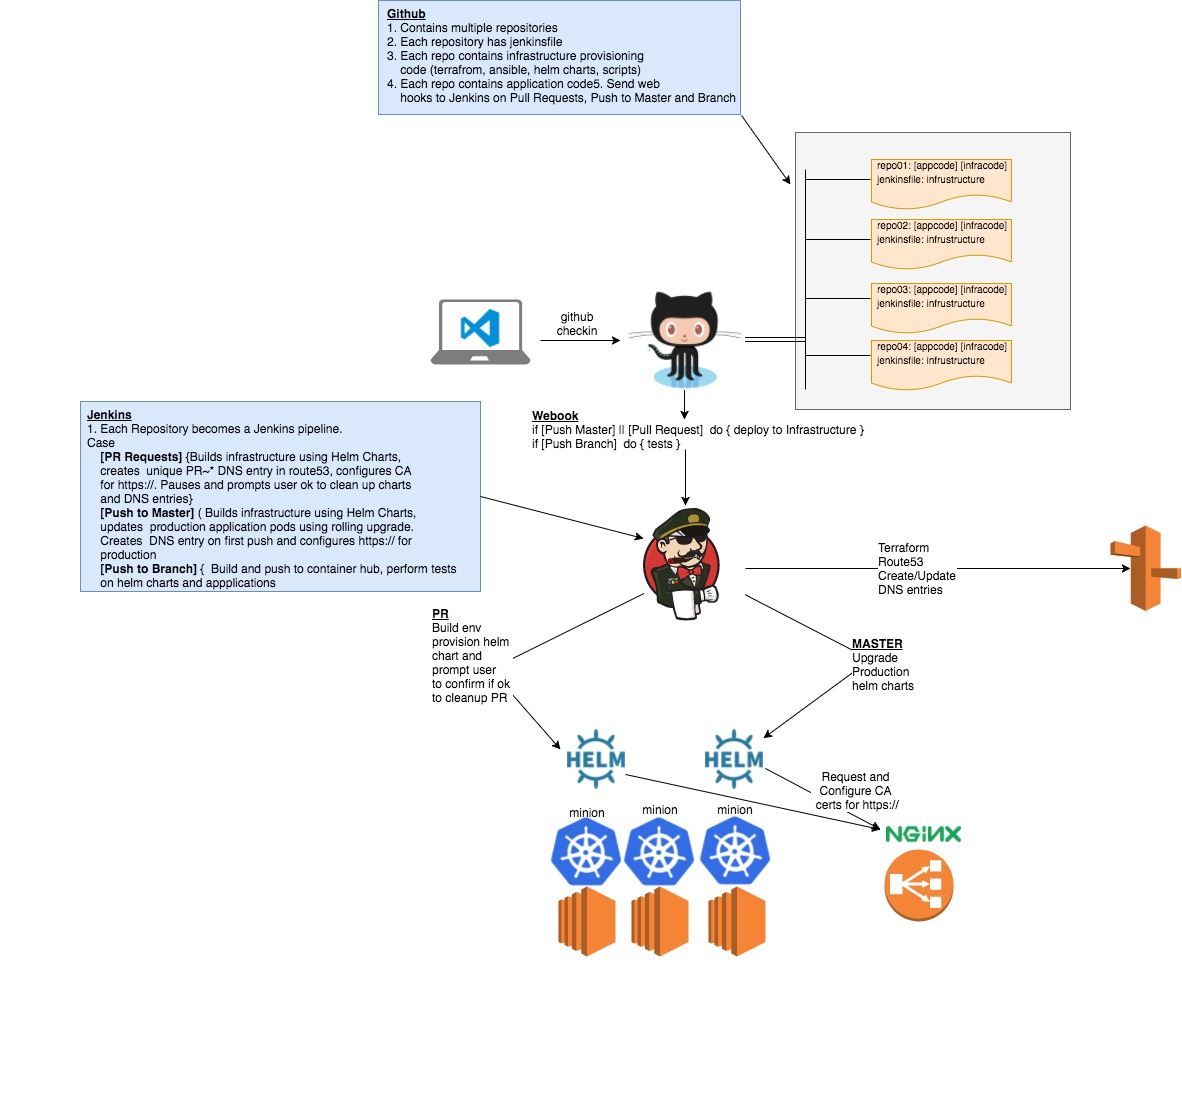 Github
1. Contains multiple repositories
2. Each repository has jenkinsfile
3. Each repo contains infrastructure provisioning
code (terrafrom, ansible, helm charts, scripts)
4. Each repo contains application code5. Send web
hooks to Jenkins on Pull Requests, Push to Master and Branch
repo01: [appcode] [infracode]
jenkinsfile: infrustructure
repo02: [appcode] [infracode]
jenkinsfile: infrustructure
repo03: [appcode] [infracode]
jenkinsfile: infrustructure
repo04: [appcode] [infracode]
jenkinsfile: infrustructure
github
checkin
Webook
if [Push Master] || [Pull Request] do { deploy to Infrastructure }
if [Push Branch] do { tests }
Jenkins
1. Each Repository becomes a Jenkins pipeline.
Case
[PR Requests] {Builds infrastructure using Helm Charts,
creates unique PR~* DNS entry in route53, configures CA
for https://. Pauses and prompts user ok to clean up charts
and DNS entries}
[Push to Master] ( Builds infrastructure using Helm Charts,
updates production application pods using rolling upgrade.
Creates DNS entry on first push and configures https:// for
production
[Push to Branch] { Build and push to container hub, perform tests
on helm charts and appplications
Terraform
Route53
Create/Update
DNS entries
PR
Build env
provision helm
chart and
prompt user
to confirm if ok
to cleanup PR
MASTER
Upgrade
Production
helm charts
HELM
HELM
Request and
Configure CA
certs for https://
minion
minion
minion
NGINX